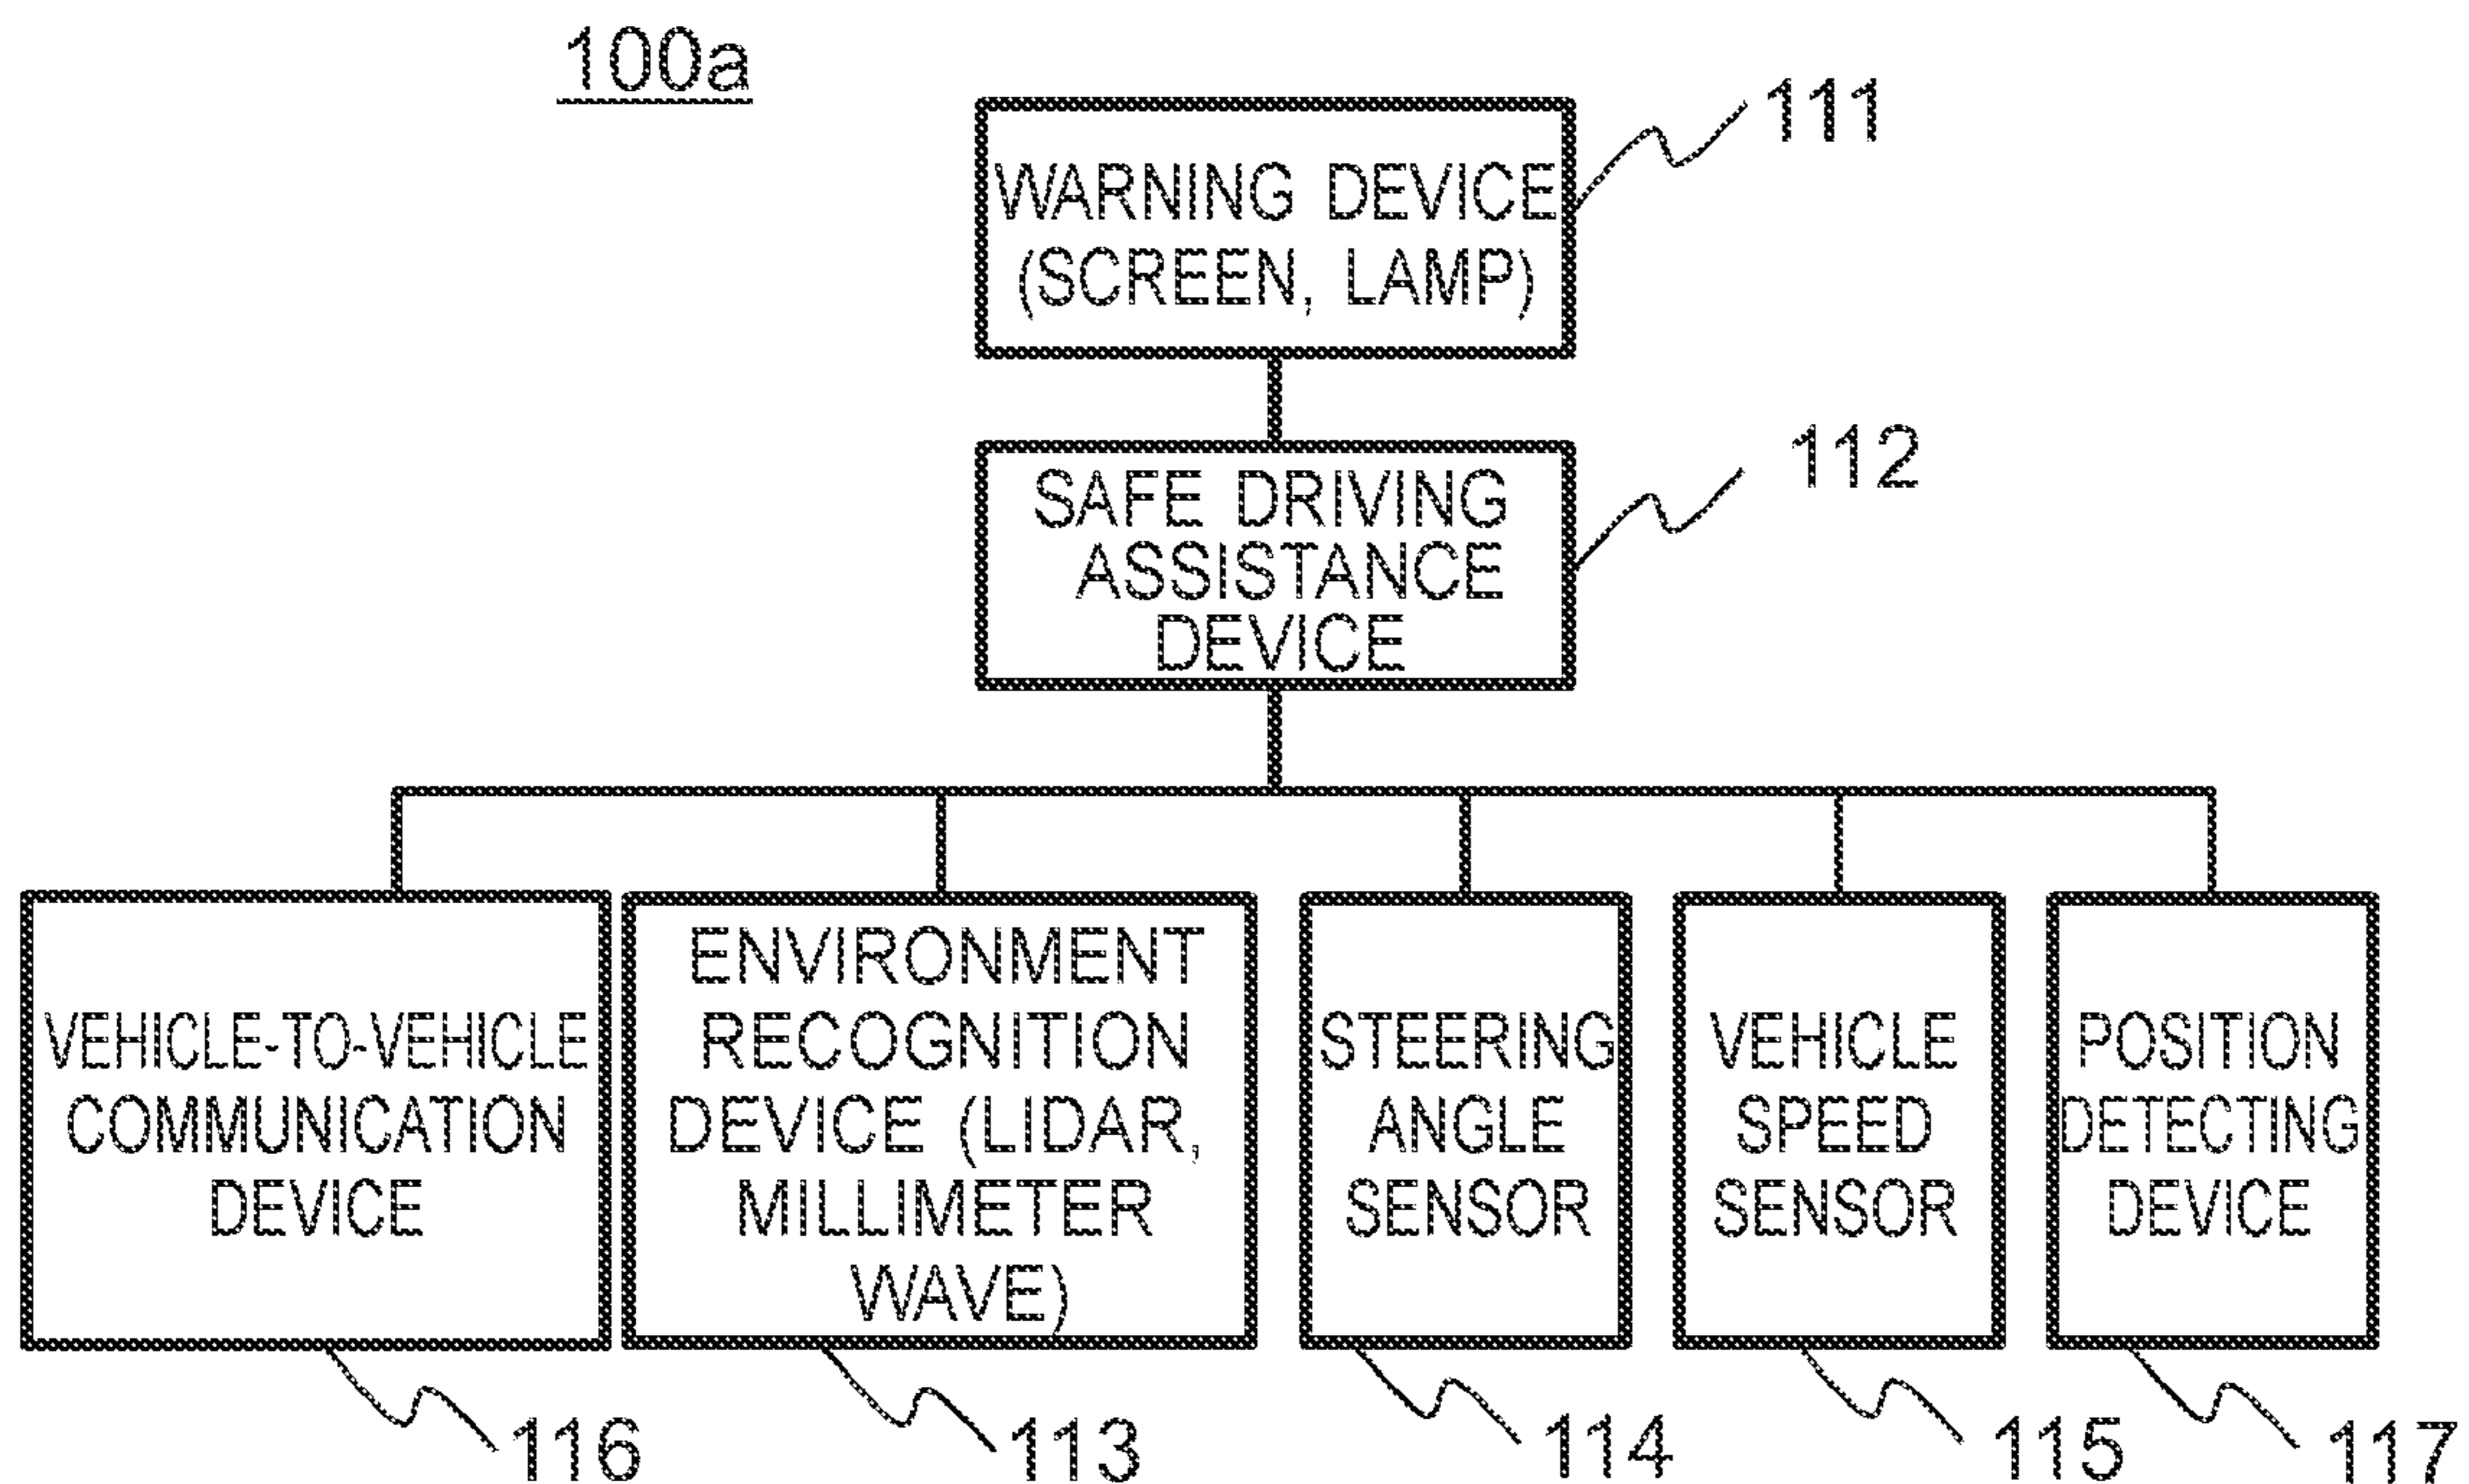 100a
111
WARNING DEVICE
(SCREEN, LAMP)
112
SAFE DRIVING
ASSISTANCE
DEVICE
VEHICLE-TO-VEHICLE
COMMUNICATION
DEVICE
ENVIRONMENT
RECOGNITION
DEVICE (LIDAR,
MILLIMETER
WAVE)
STEERING
ANGLE
SENSOR
VEHICLE
SPEED
SENSOR
POSITION
DETECTING
DEVICE
116
113
114
115
117